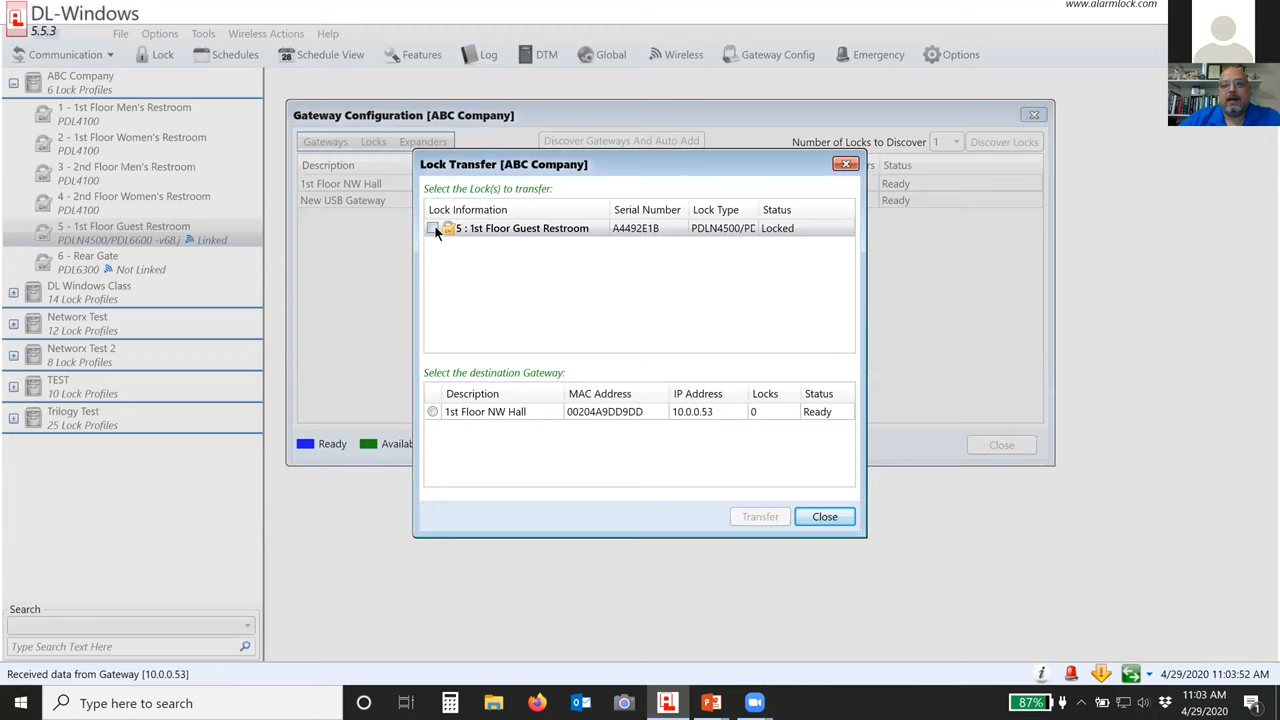 DL-Windows
www.alarmlock.com
5.5.3
File Options Tools Wireless Actions Help
Communication Lock 28 Schedules Schedule View Features Log DTM Global Wireless Gateway Config Emergency Options
ABC Company
6 Lock Profiles
1 - 1st Floor Men's Restroom
PDL4100
2 - 1st Floor Women's Restroom
PDL4100
3 - 2nd Floor Men's Restroom
PDL4100
4 - 2nd Floor Women's Restroom
PDL4100
5 - 1st Floor Guest Restroom
PDLN4500/PDL6600 -v68.j Linked
6 - Rear Gate
PDL6300 Not Linked
DL Windows Class
14 Lock Profiles
Networx Test
12 Lock Profiles
Networx Test 2
8 Lock Profiles
TEST
10 Lock Profiles
Trilogy Test
25 Lock Profiles
Search
Type Search Text Here
Gateway Configuration [ABC Company]
Gateways Locks Expanders Discover Gateways And Auto Add Number of Locks to Discover 1 Discover Locks
Description Status
1st Floor NW Hall Ready
New USB Gateway Ready
Ready Close
Lock Transfer [ABC Company]
Select the Lock(s) to transfer:
Lock Information Serial Number Lock Type Status
5 : 1st Floor Guest Restroom A4492E1B PDLN4500/PD Locked
Select the destination Gateway:
Description MAC Address IP Address Locks Status
1st Floor NW Hall 00204A9DD9DD 10.0.0.53 0 Ready
Transfer Close
Received data from Gateway [10.0.0.53] 4/29/2020 11:03:52 AM
Type here to search 87% 11:03 AM
4/29/2020